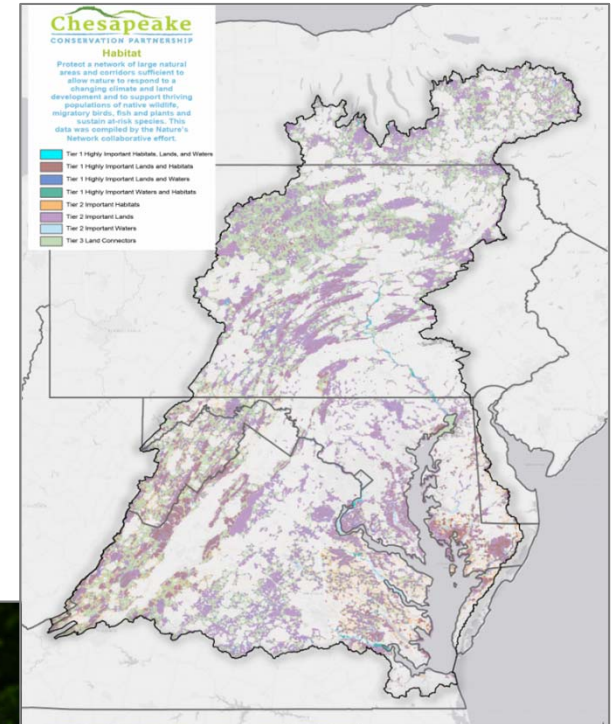 Chesapeake
CONSERVATION PARTNERSHIP
Habitat
Protect a network of large natural
areas and corridors sufficient to
allow nature to respond to a
changing climate and land
development and to support thriving
populations of native wildlife,
migratory birds, fish and plants and
sustain at-risk species. This
data was compiled by the Nature's
Network collaborative effort.
Tier 1 Highly Important Habitats, Lands, and Waters
Tier 1 Highly Important Lands and Habitats
Tier 1 Highly Important Lands and Waters
Tier 1 Highly Important Waters and Habitats
Tier 2 Important Habitats
Tier 2 Important Lands
Tier 2 Important Waters
Tier 3 Land Connectors